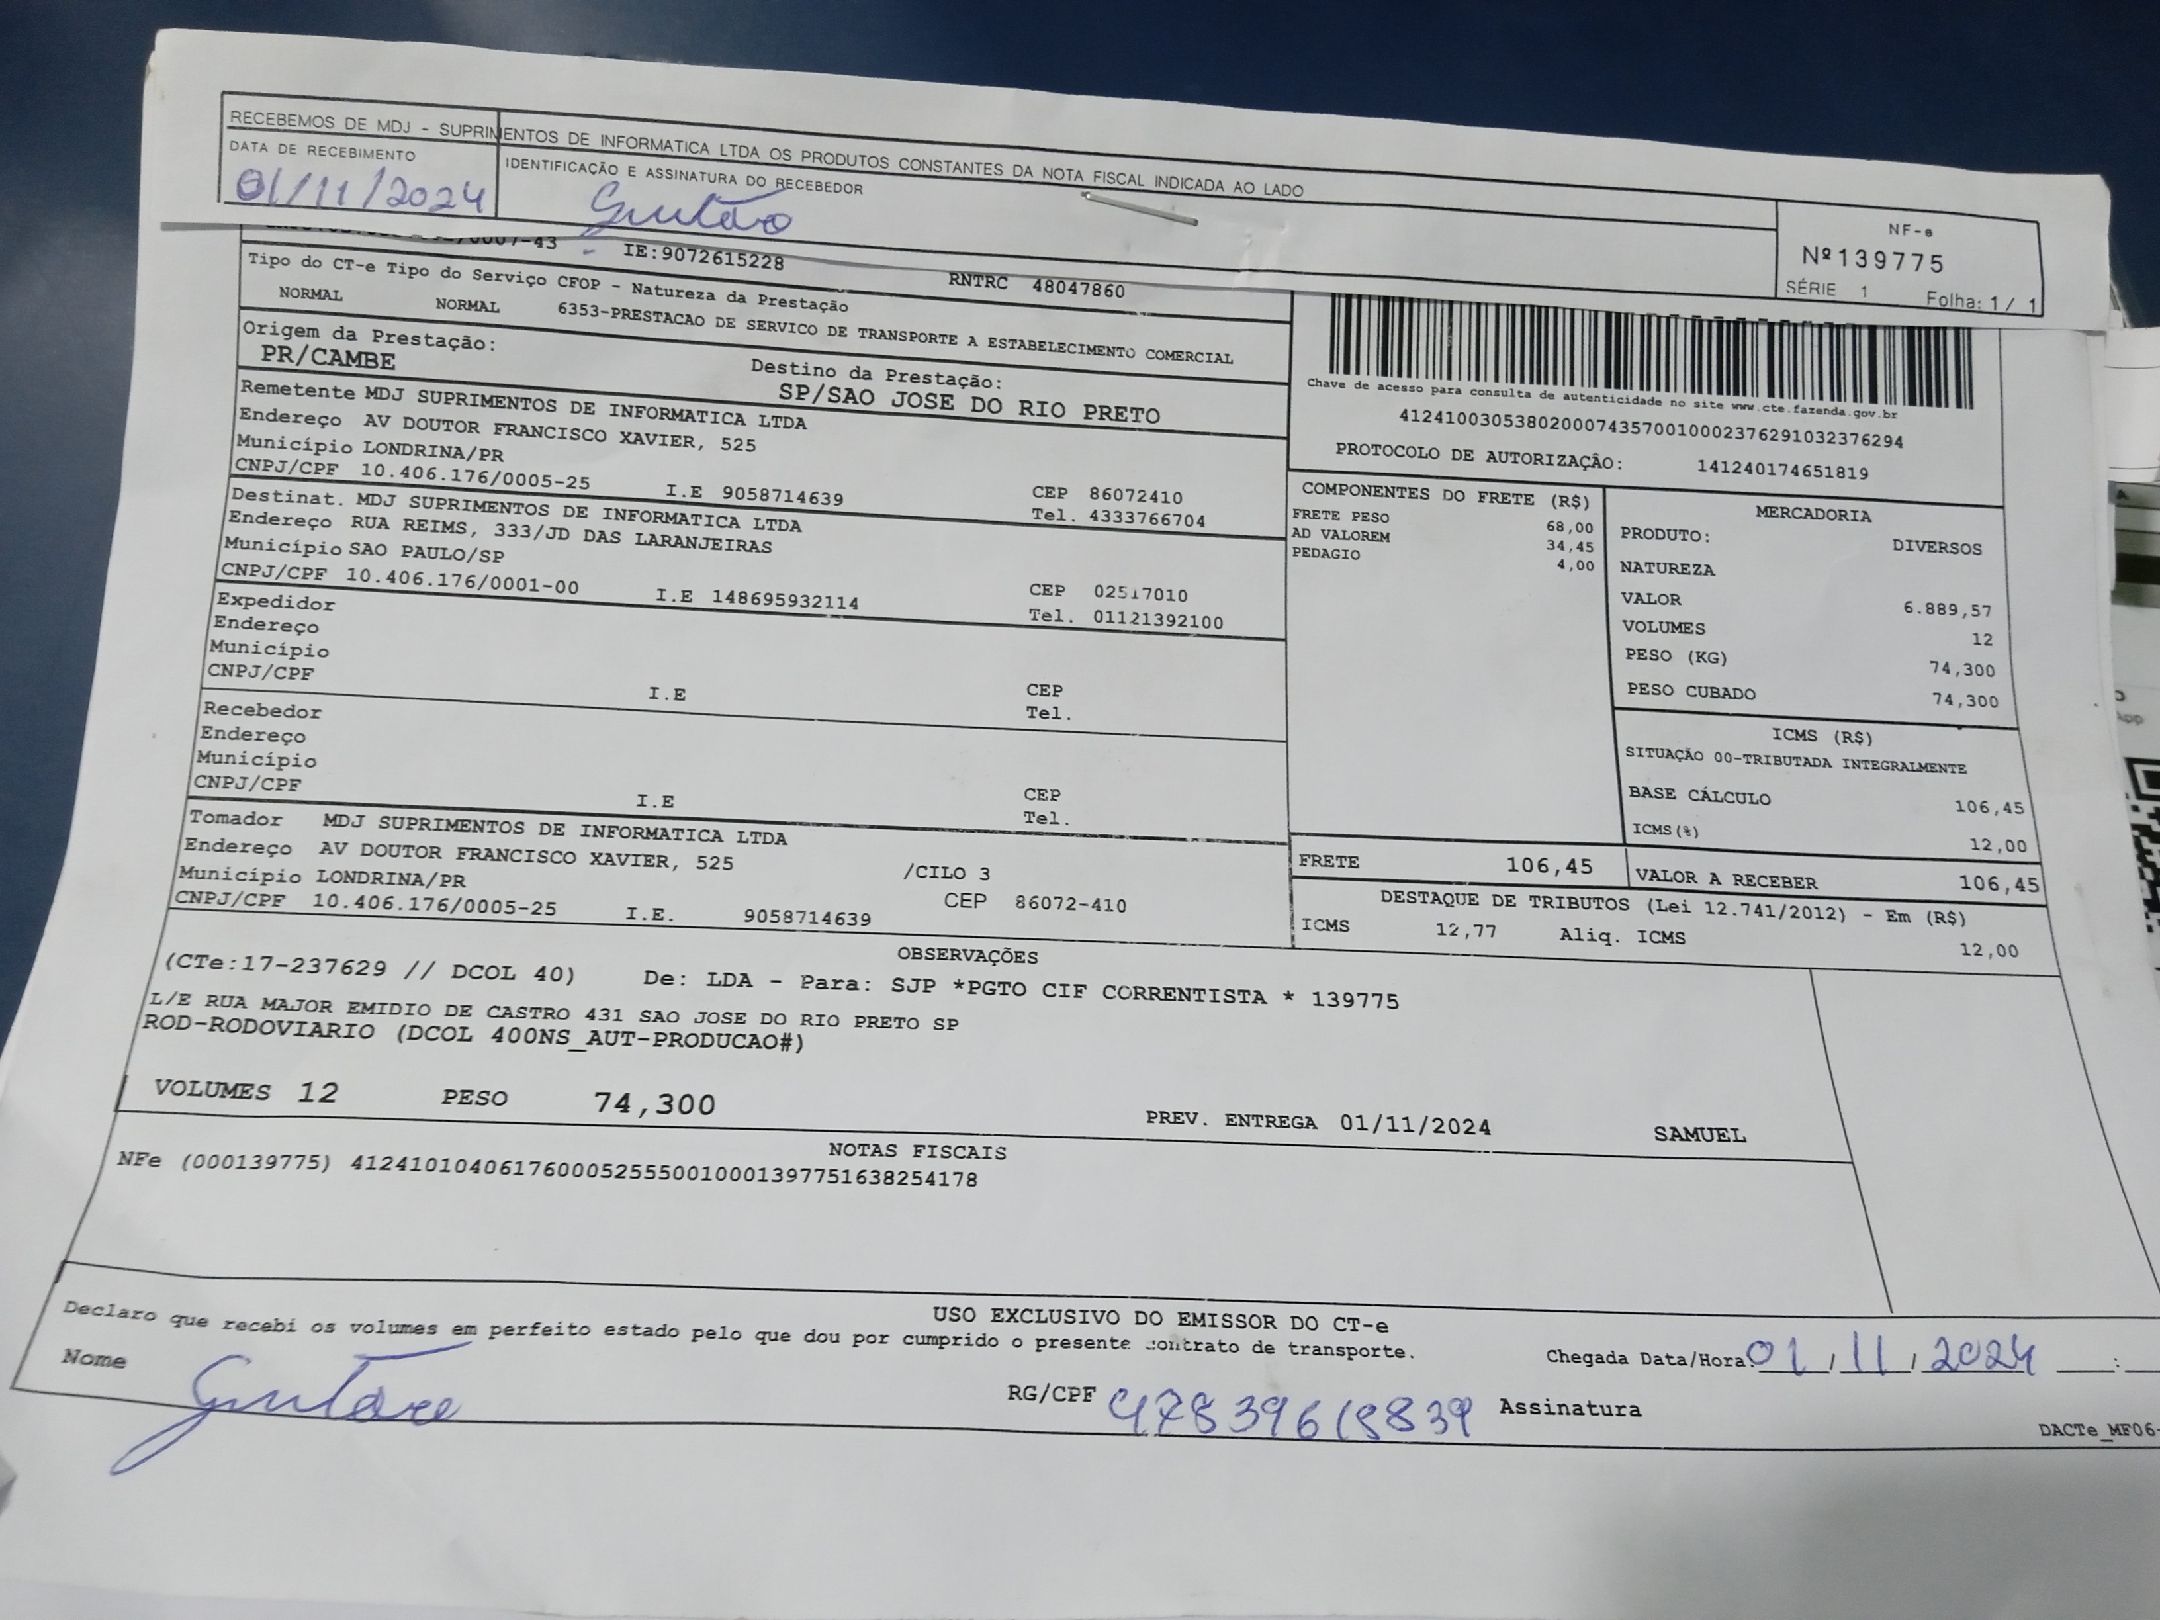 RECEBEMOS DE MDJ - SUPRIMENTOS DE INFORMATICA LTDA OS PRODUTOS CONSTANTES DA NOTA FISCAL INDICADA AO LADO
DATA DE RECEBIMENTO
01/11/2024
IDENTIFICAÇÃO E ASSINATURA DO RECEBEDOR
Gustavo
NF-e
Nº139775
SÉRIE 1 Folha: 1/ 1
IE:9072615228 RNTRC 48047860
Tipo do CT-e Tipo do Serviço CFOP - Natureza da Prestação
NORMAL NORMAL 6353-PRESTACAO DE SERVICO DE TRANSPORTE A ESTABELECIMENTO COMERCIAL
Origem da Prestação: Destino da Prestação:
PR/CAMBE SP/SAO JOSE DO RIO PRETO
Chave de acesso para consulta de autenticidade no site www.cte.fazenda.gov.br
41241003053802000743570010002376291032376294
PROTOCOLO DE AUTORIZAÇÂO: 141240174651819
Remetente MDJ SUPRIMENTOS DE INFORMATICA LTDA
Endereço AV DOUTOR FRANCISCO XAVIER, 525
Município LONDRINA/PR CEP 86072410
CNPJ/CPF 10.406.176/0005-25 I.E 9058714639 Tel. 4333766704
Destinat. MDJ SUPRIMENTOS DE INFORMATICA LTDA
Endereço RUA REIMS, 333/JD DAS LARANJEIRAS
Município SAO PAULO/SP CEP 02517010
CNPJ/CPF 10.406.176/0001-00 I.E 148695932114 Tel. 01121392100
Expedidor
Endereço
Município CEP
CNPJ/CPF I.E Tel.
Recebedor
Endereço
Município CEP
CNPJ/CPF I.E Tel.
Tomador MDJ SUPRIMENTOS DE INFORMATICA LTDA
Endereço AV DOUTOR FRANCISCO XAVIER, 525 /CILO 3
Município LONDRINA/PR CEP 86072-410
CNPJ/CPF 10.406.176/0005-25 I.E. 9058714639
COMPONENTES DO FRETE (R$)
FRETE PESO 68,00
AD VALOREM 34,45
PEDAGIO 4,00
MERCADORIA
PRODUTO: DIVERSOS
NATUREZA
VALOR 6.889,57
VOLUMES 12
PESO (KG) 74,300
PESO CUBADO 74,300
ICMS (R$)
SITUAÇÃO 00-TRIBUTADA INTEGRALMENTE
BASE CÁLCULO 106,45
ICMS(%) 12,00
FRETE 106,45 VALOR A RECEBER 106,45
DESTAQUE DE TRIBUTOS (Lei 12.741/2012) - Em (R$)
ICMS 12,77 Aliq. ICMS 12,00
OBSERVAÇÕES
(CTe:17-237629 // DCOL 40) De: LDA - Para: SJP *PGTO CIF CORRENTISTA * 139775
L/E RUA MAJOR EMIDIO DE CASTRO 431 SAO JOSE DO RIO PRETO SP
ROD-RODOVIARIO (DCOL 400NS_AUT-PRODUCAO#)
VOLUMES 12 PESO 74,300 PREV. ENTREGA 01/11/2024 SAMUEL
NOTAS FISCAIS
NFe (000139775) 41241010406176000525550010001397751638254178
USO EXCLUSIVO DO EMISSOR DO CT-e
Declaro que recebi os volumes em perfeito estado pelo que dou por cumprido o presente contrato de transporte.
Chegada Data/Hora: 01/11/2024 __:
Nome Gustavo RG/CPF 47839618839 Assinatura
DACTe_MF06-